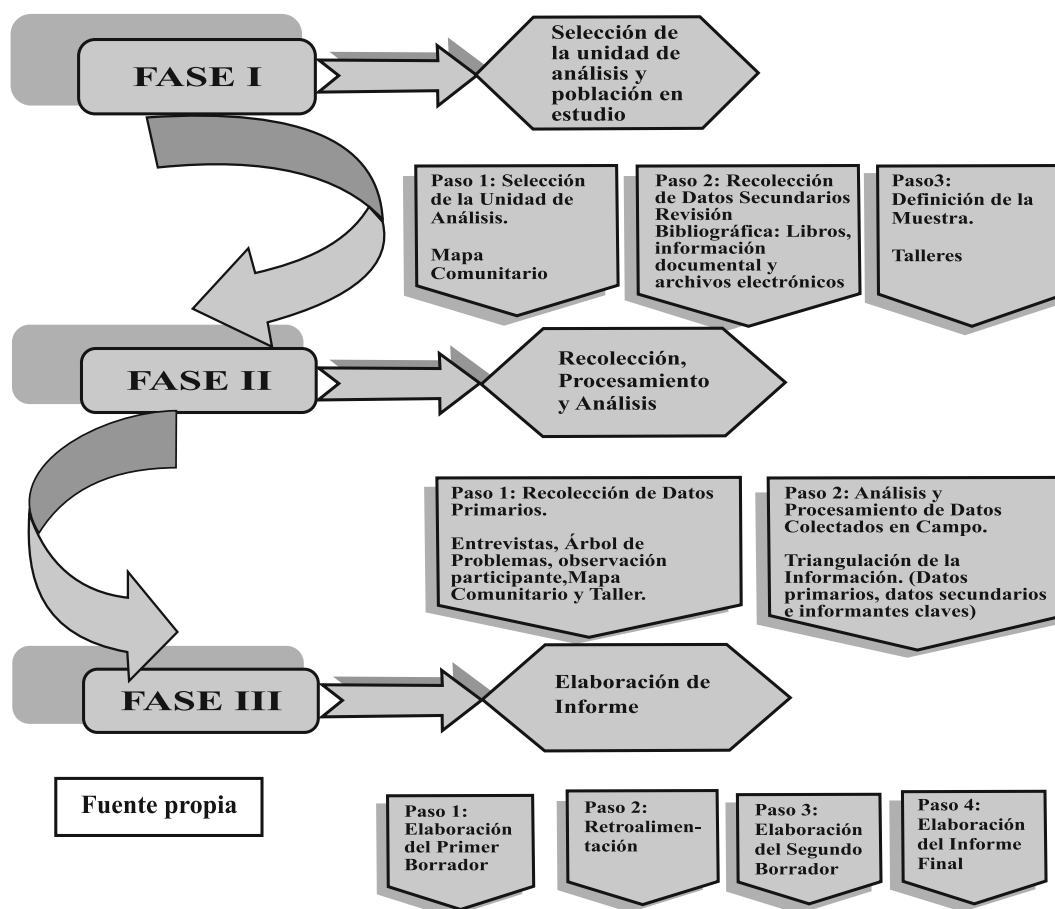 FASE I
Selección de
la unidad de
análisis y
población en
estudio
Paso 1: Selección
de la Unidad de
Análisis.
Mapa
Comunitario
Paso 2: Recolección
de Datos Secundarios
Revisión
Bibliográfica: Libros,
información
documental y
archivos electrónicos
Paso3:
Definición de la
Muestra.
Talleres
FASE II
Recolección,
Procesamiento
y Análisis
Paso 1: Recolección de Datos
Primarios.
Entrevistas, Árbol de
Problemas, observación
participante,Mapa
Comunitario y Taller.
Paso 2: Análisis y
Procesamiento de Datos
Colectados en Campo.
Triangulación de la
Información. (Datos
primarios, datos secundarios
e informantes claves)
FASE III
Elaboración de
Informe
Fuente propia
Paso 1:
Elaboración
del Primer
Borrador
Paso 2:
Retroalimen-
tación
Paso 3:
Elaboración
del Segundo
Borrador
Paso 4:
Elaboración
del Informe
Final